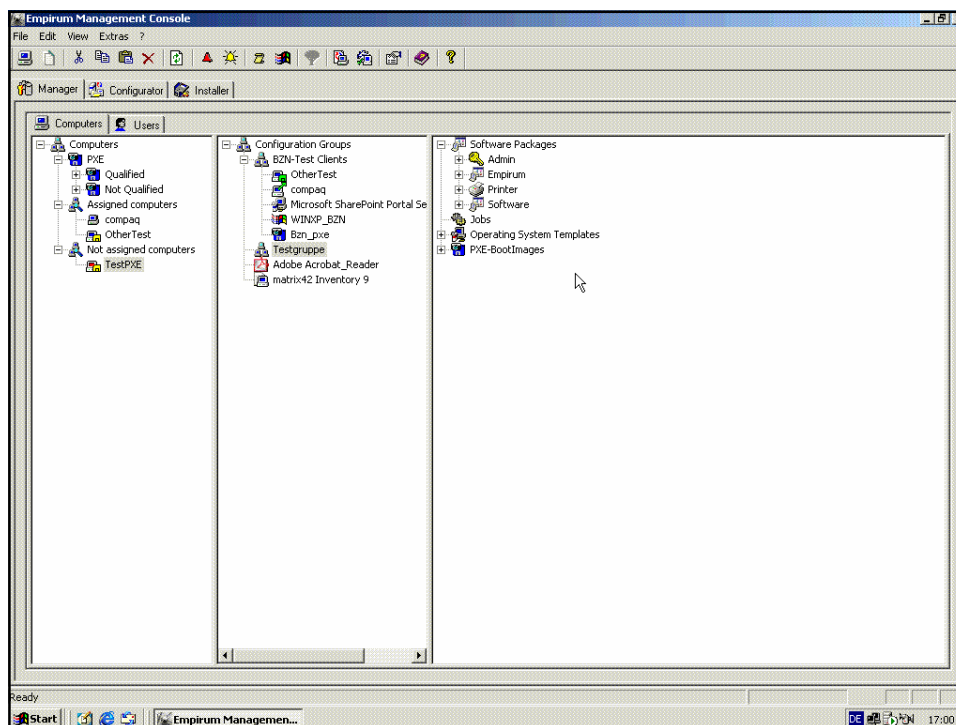 Empirum Management Console
File Edit View Extras ?
Manager Configurator Installer
Computers Users
Computers
PXE
Qualified
Not Qualified
Assigned computers
compaq
OtherTest
Not assigned computers
TestPXE
Configuration Groups
BZN-Test Clients
OtherTest
compaq
Microsoft SharePoint Portal Se
WINXP_BZN
Bzn_pxe
Testgruppe
Adobe Acrobat_Reader
matrix42 Inventory 9
Software Packages
Admin
Empirum
Printer
Software
Jobs
Operating System Templates
PXE-BootImages
Ready
Start Empirum Managemen... DE 17:00